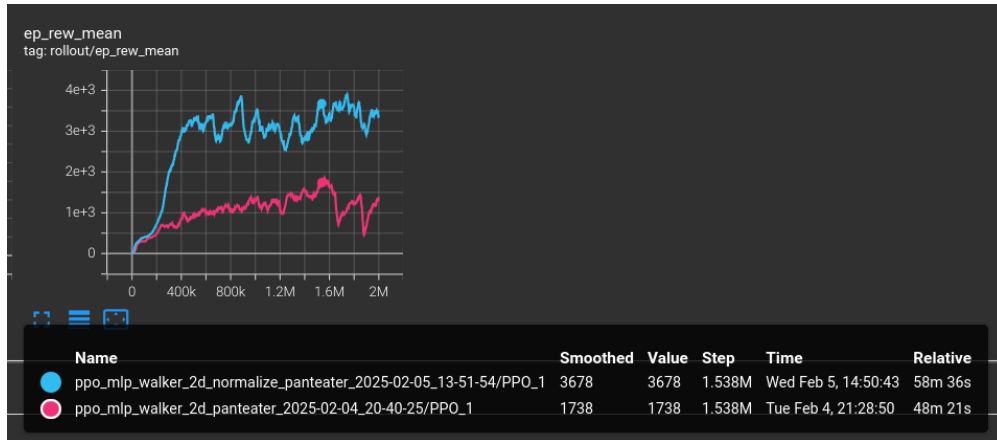 ep_rew_mean
tag: rollout/ep_rew_mean
4e+3
3e+3
2e+3
1e+3
0
0 400k 800k 1.2M 1.6M 2M
Name Smoothed Value Step Time Relative
ppo_mlp_walker_2d_normalize_panteater_2025-02-05_13-51-54/PPO_1 3678 3678 1.538M Wed Feb 5, 14:50:43 58m 36s
ppo_mlp_walker_2d_panteater_2025-02-04_20-40-25/PPO_1 1738 1738 1.538M Tue Feb 4, 21:28:50 48m 21s